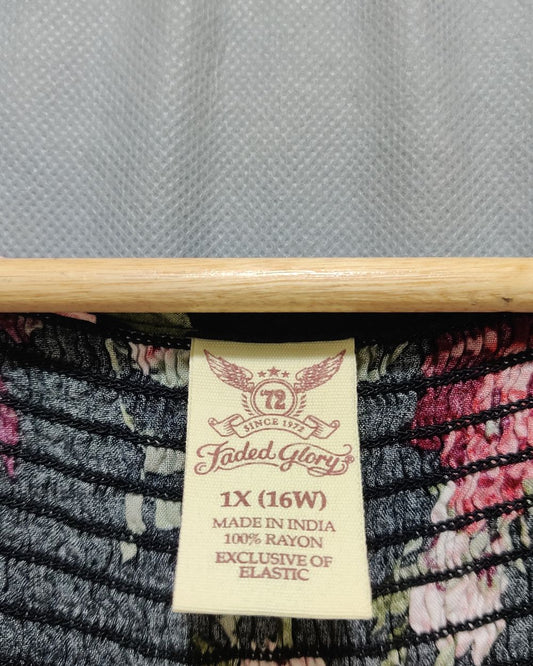 '72
SINCE 1972
Faded Glory®
1X (16W)
MADE IN INDIA
100% RAYON
EXCLUSIVE OF
ELASTIC